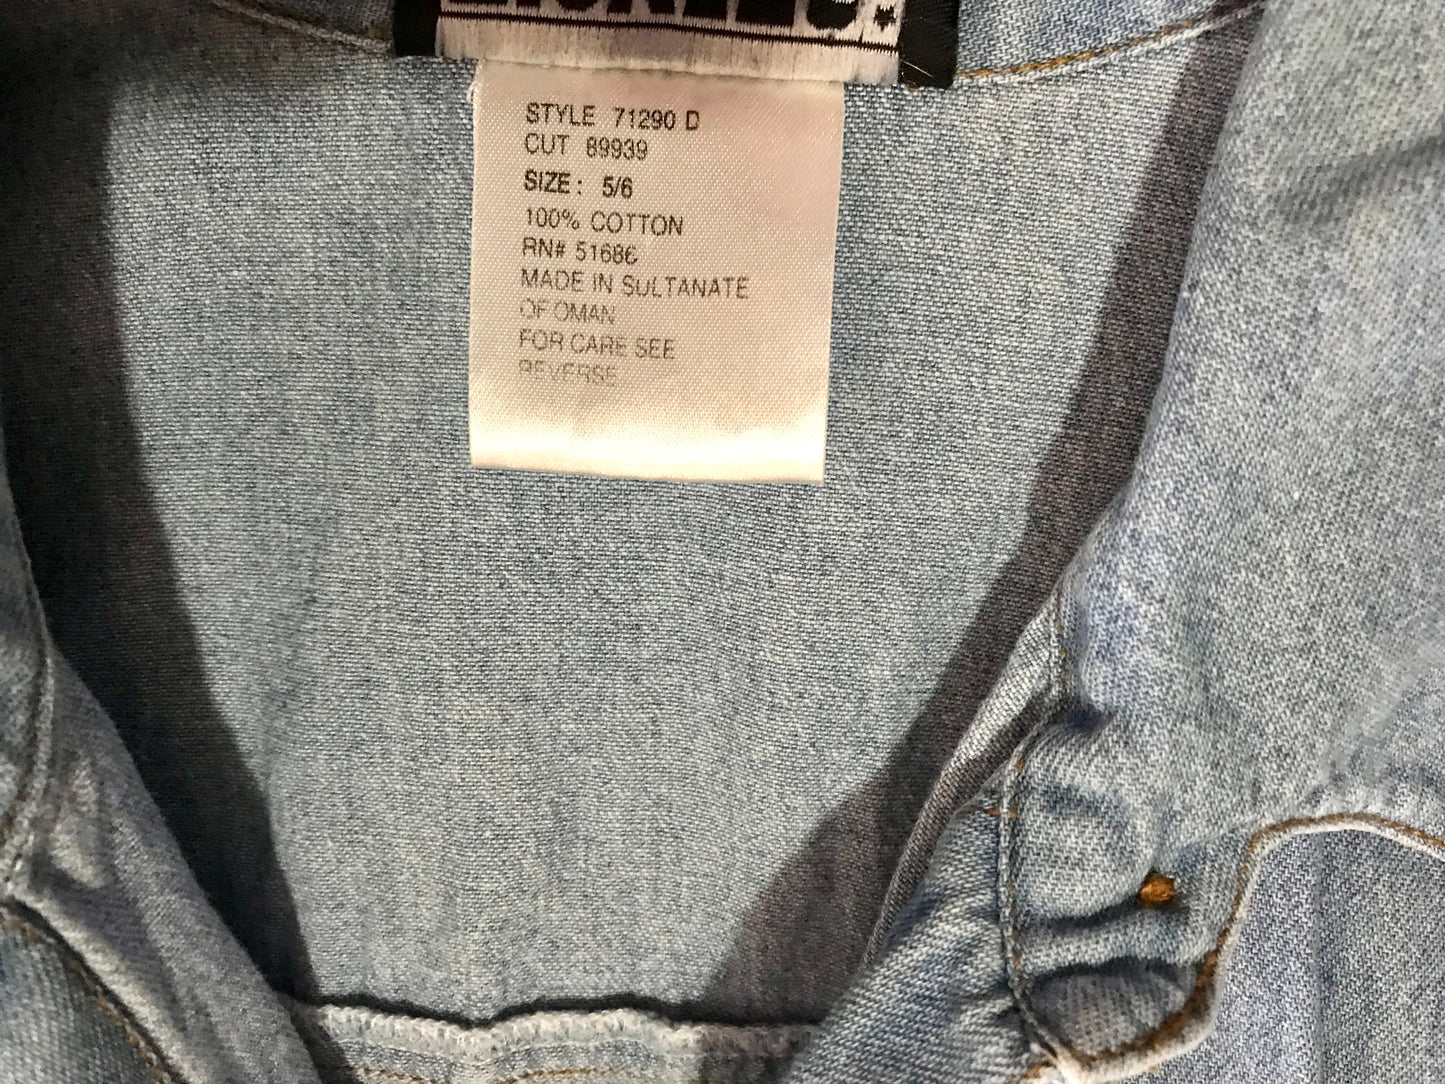 STYLE 71290 D
CUT 89939
SIZE: 5/6
100% COTTON
RN# 51686
MADE IN SULTANATE
OF OMAN
FOR CARE SEE
REVERSE